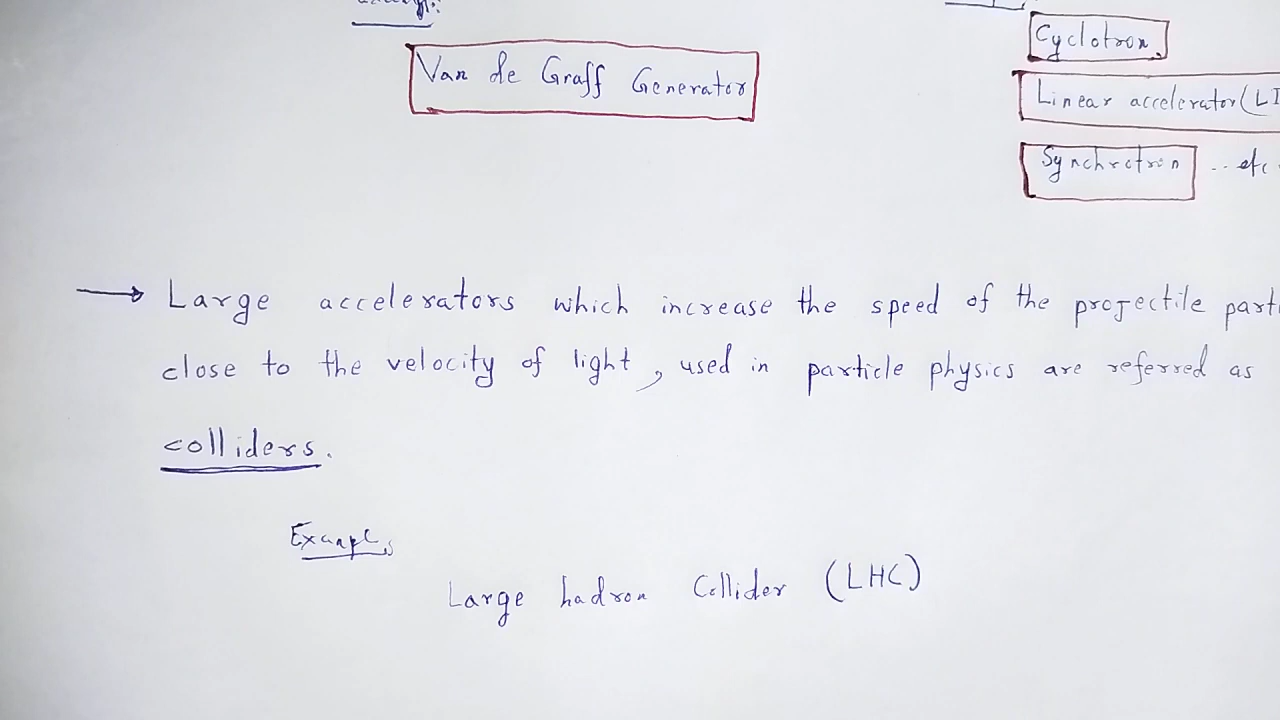 Van de Graff Generator
Cyclotron,
Linear accelerator (LI
Synchrotron ...etc
→ Large accelerators which increase the speed of the projectile parti
close to the velocity of light, used in particle physics are referred as
colliders.
Example,
Large hadron Collider (LHC)